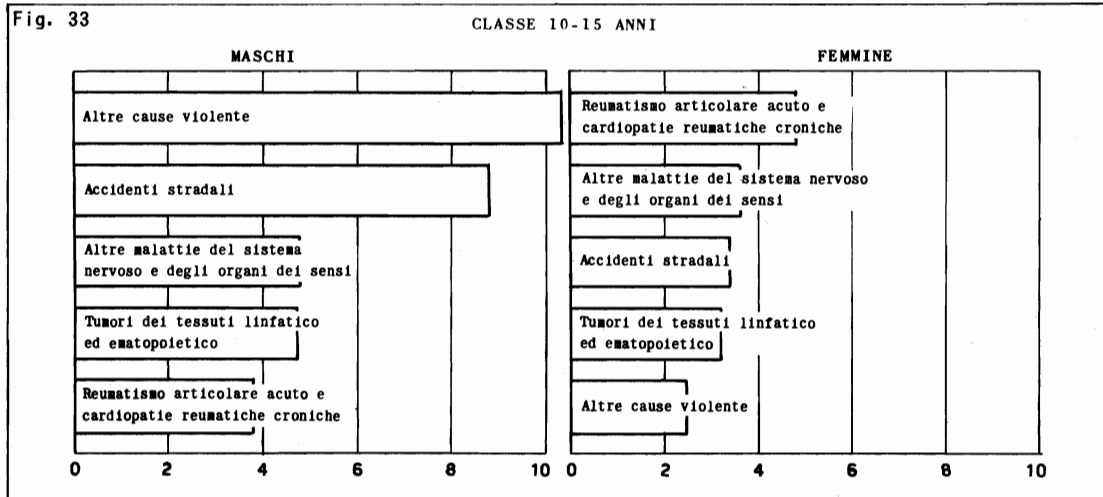 Fig. 33
CLASSE 10-15 ANNI
MASCHI
Altre cause violente
Accidenti stradali
Altre malattie del sistema
nervoso e degli organi dei sensi
Tumori dei tessuti linfatico
ed ematopoietico
Reumatismo articolare acuto e
cardiopatie reumatiche croniche
0 2 4 6 8 10
FEMMINE
Reumatismo articolare acuto e
cardiopatie reumatiche croniche
Altre malattie del sistema nervoso
e degli organi dei sensi
Accidenti stradali
Tumori dei tessuti linfatico
ed ematopoietico
Altre cause violente
0 2 4 6 8 10